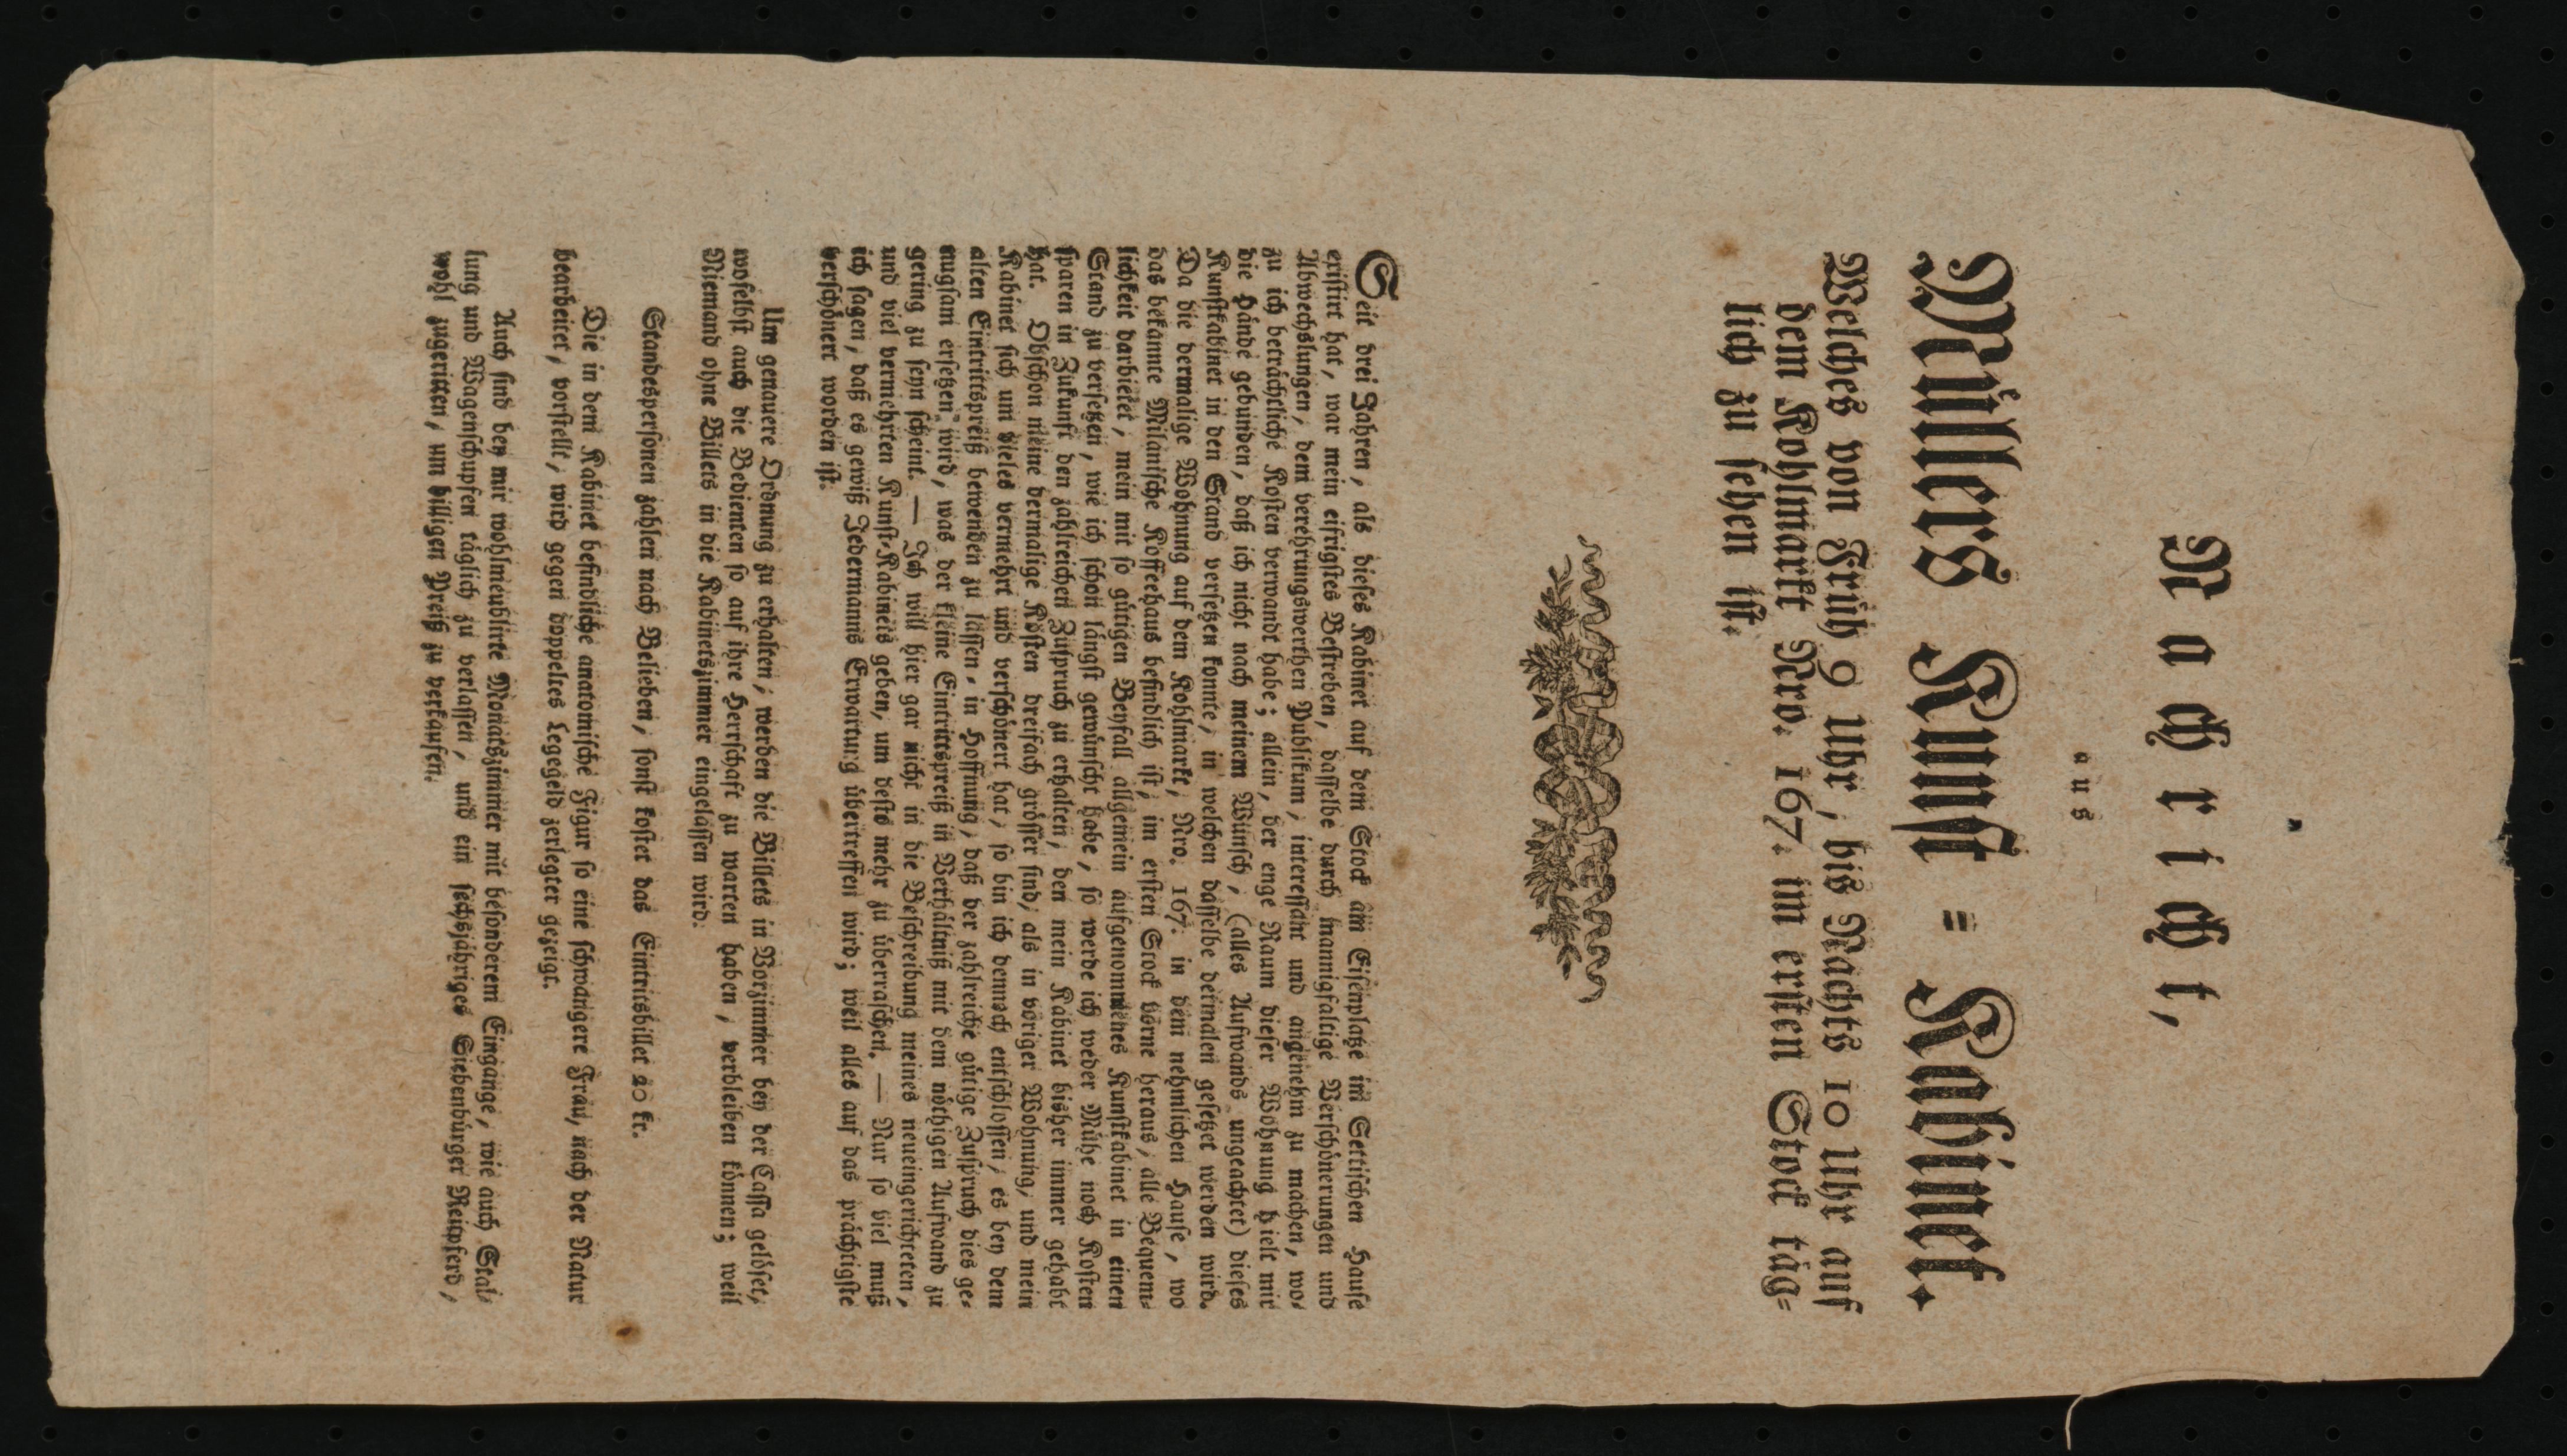 Nachricht,
aus
Müllers Kunst = Kabinet.
Welches von Früh 9 Uhr, bis Nachts 10 Uhr auf
dem Kohlmarkt Nro. 167. im ersten Stock täg=
lich zu sehen ist.
Seit drei Jahren, als dieses Kabinet auf dem Stock am Eisenplatze im Settischen Hause
existirt hat, war mein eifrigstes Bestreben, dasselbe durch mannigfaltige Verschönerungen und
Abwechslungen, dem verehrungswerthen Publikum, interessant und angenehm zu machen, wo=
zu ich beträchtliche Kosten verwandt habe; allein, der enge Raum dieser Wohnung hielt mir
die Hände gebunden, daß ich nicht nach meinem Wunsch, (alles Aufwands ungeachtet) dieses
Kunstkabinet in den Stand versetzen konnte, in welchen dasselbe dermalen gesetzet werden wird.
Da die dermalige Wohnung auf dem Kohlmarkt, Nro. 167. in dem nehmlichen Hause, wo
das bekannte Milanische Koffeehaus befindlich ist, im ersten Stock vorne heraus, alle Bequem=
lichkeit darbietet, mein mit so gütigen Beyfall allgemein aufgenommenes Kunstkabinet in einen
Stand zu versetzen, wie ich schon längst gewünscht habe, so werde ich weder Mühe noch Kosten
sparen in Zukunft den zahlreichen Zuspruch zu erhalten, den mein Kabinet bisher immer gehabt
hat. Obschon meine dermalige Kösten dreifach grösser sind, als in voriger Wohnung, und mein
Kabinet sich um vieles vermehrt und verschönert hat, so bin ich dennoch entschlossen, es bey dem
alten Eintrittspreiß bewenden zu lassen, in Hoffnung, daß der zahlreiche gütige Zuspruch dies ge=
nugsam ersetzen wird, was der kleine Eintrittspreiß in Verhältniß mit dem nöthigen Aufwand zu
gering zu seyn scheint. — Ich will hier gar nicht in die Beschreibung meines neueingerichteten,
und viel vermehrten Kunst=Kabinets geben, um desto mehr zu überraschen. — Nur so viel muß
ich sagen, daß es gewiß Jedermanns Erwartung übertreffen wird; weil alles auf das prächtigste
verschönert worden ist.
Um genauere Ordnung zu erhalten, werden die Billets in Vorzimmer bey der Cassa gelöset,
woselbst auch die Bedienten so auf ihre Herrschaft zu warten haben, verbleiben können; weil
Niemand ohne Billets in die Kabinetszimmer eingelassen wird.
Standespersonen zahlen nach Belieben, sonst kostet das Eintritsbillet 20 kr.
Die in dem Kabinet befindliche anatomische Figur so eine schwangere Frau, nach der Natur
bearbeitet, vorstellt, wird gegen doppeltes Legegeld zerlegter gezeigt.
Auch sind bey mir wohlmeublirte Monatszimmer mit besonderem Eingange, wie auch Stal=
lung und Wagenschupfen täglich zu verlassen, und ein sechsjähriges Siebenbürger Reitpferd,
wohl zugeritten, um billigen Preiß zu verkaufen.